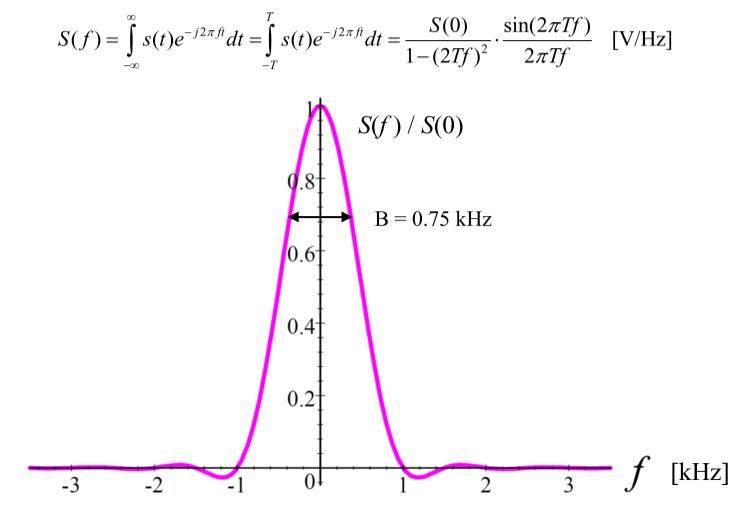 S(f) = ∫_{-∞}^{∞} s(t)e^{-j2πft}dt = ∫_{-T}^{T} s(t)e^{-j2πft}dt = S(0)/(1-(2Tf)^2) · sin(2πTf)/(2πTf) [V/Hz]
1
S(f) / S(0)
0.8
B = 0.75 kHz
0.6
0.4
0.2
-3 -2 -1 0 1 2 3 f [kHz]